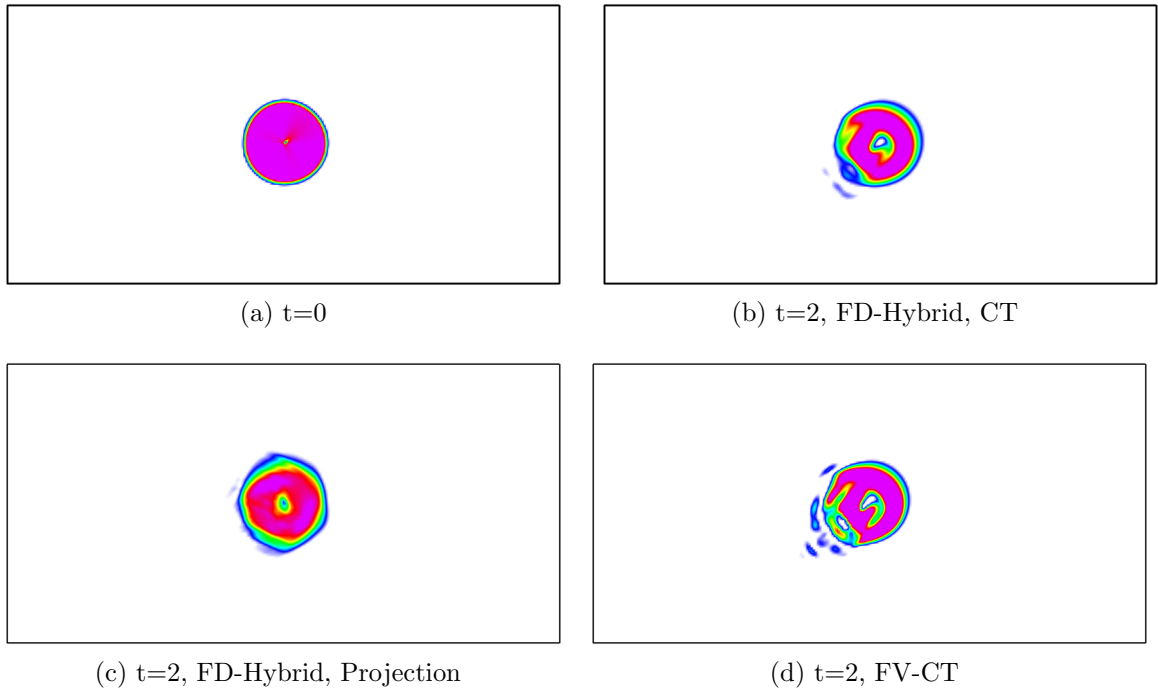 (a) t=0
(b) t=2, FD-Hybrid, CT
(c) t=2, FD-Hybrid, Projection
(d) t=2, FV-CT